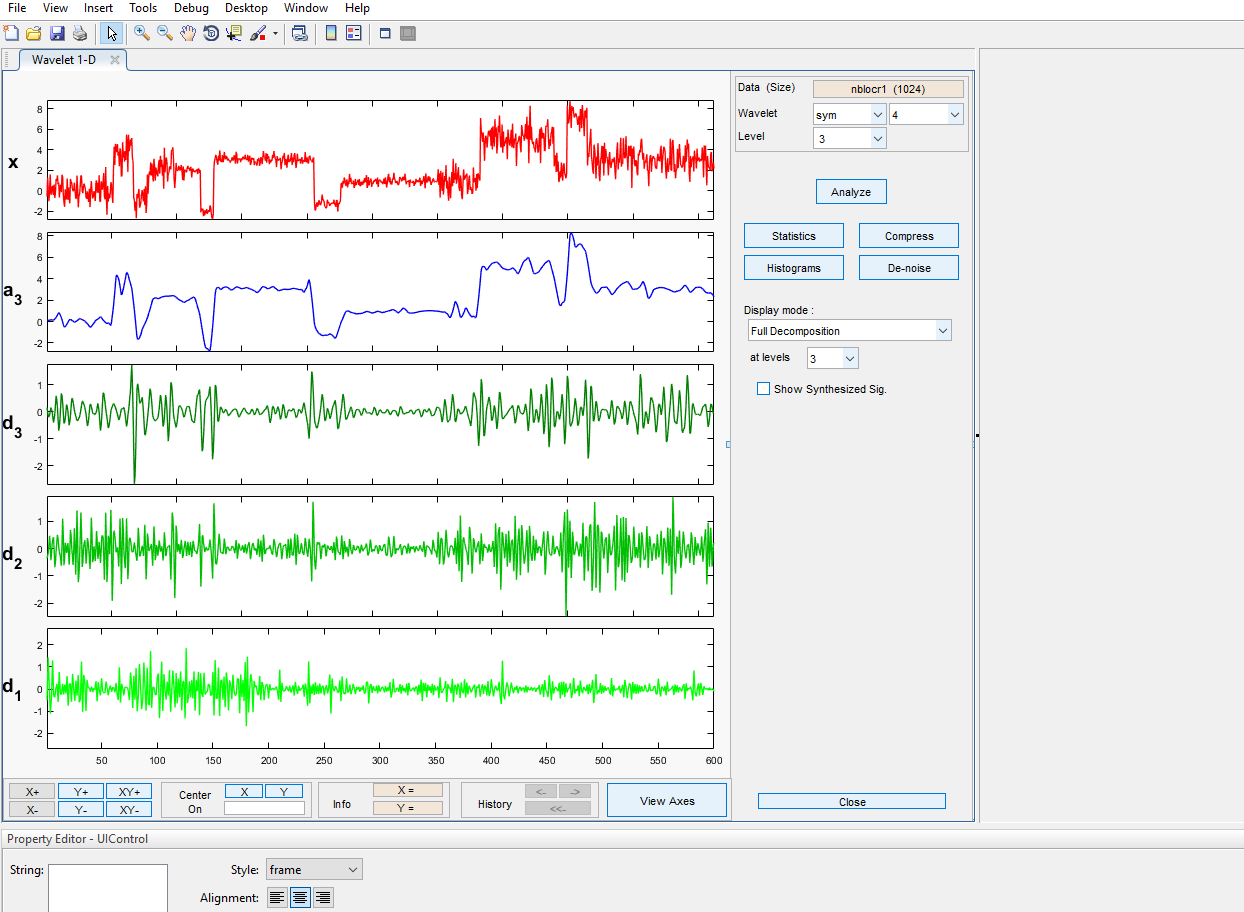 File View Insert Tools Debug Desktop Window Help
Wavelet 1-D
Data (Size) nblocr1 (1024)
Wavelet sym 4
Level 3
Analyze
Statistics Compress
Histograms De-noise
Display mode :
Full Decomposition
at levels 3
Show Synthesized Sig.
x
8
6
4
2
0
-2
a3
8
6
4
2
0
-2
d3
1
0
-1
-2
d2
1
0
-1
-2
d1
2
1
0
-1
-2
50 100 150 200 250 300 350 400 450 500 550 600
X+ Y+ XY+
X- Y- XY-
Center On X Y
Info X =
Y =
History <- ->
<<-
View Axes
Close
Property Editor - UIControl
String: Style: frame
Alignment: